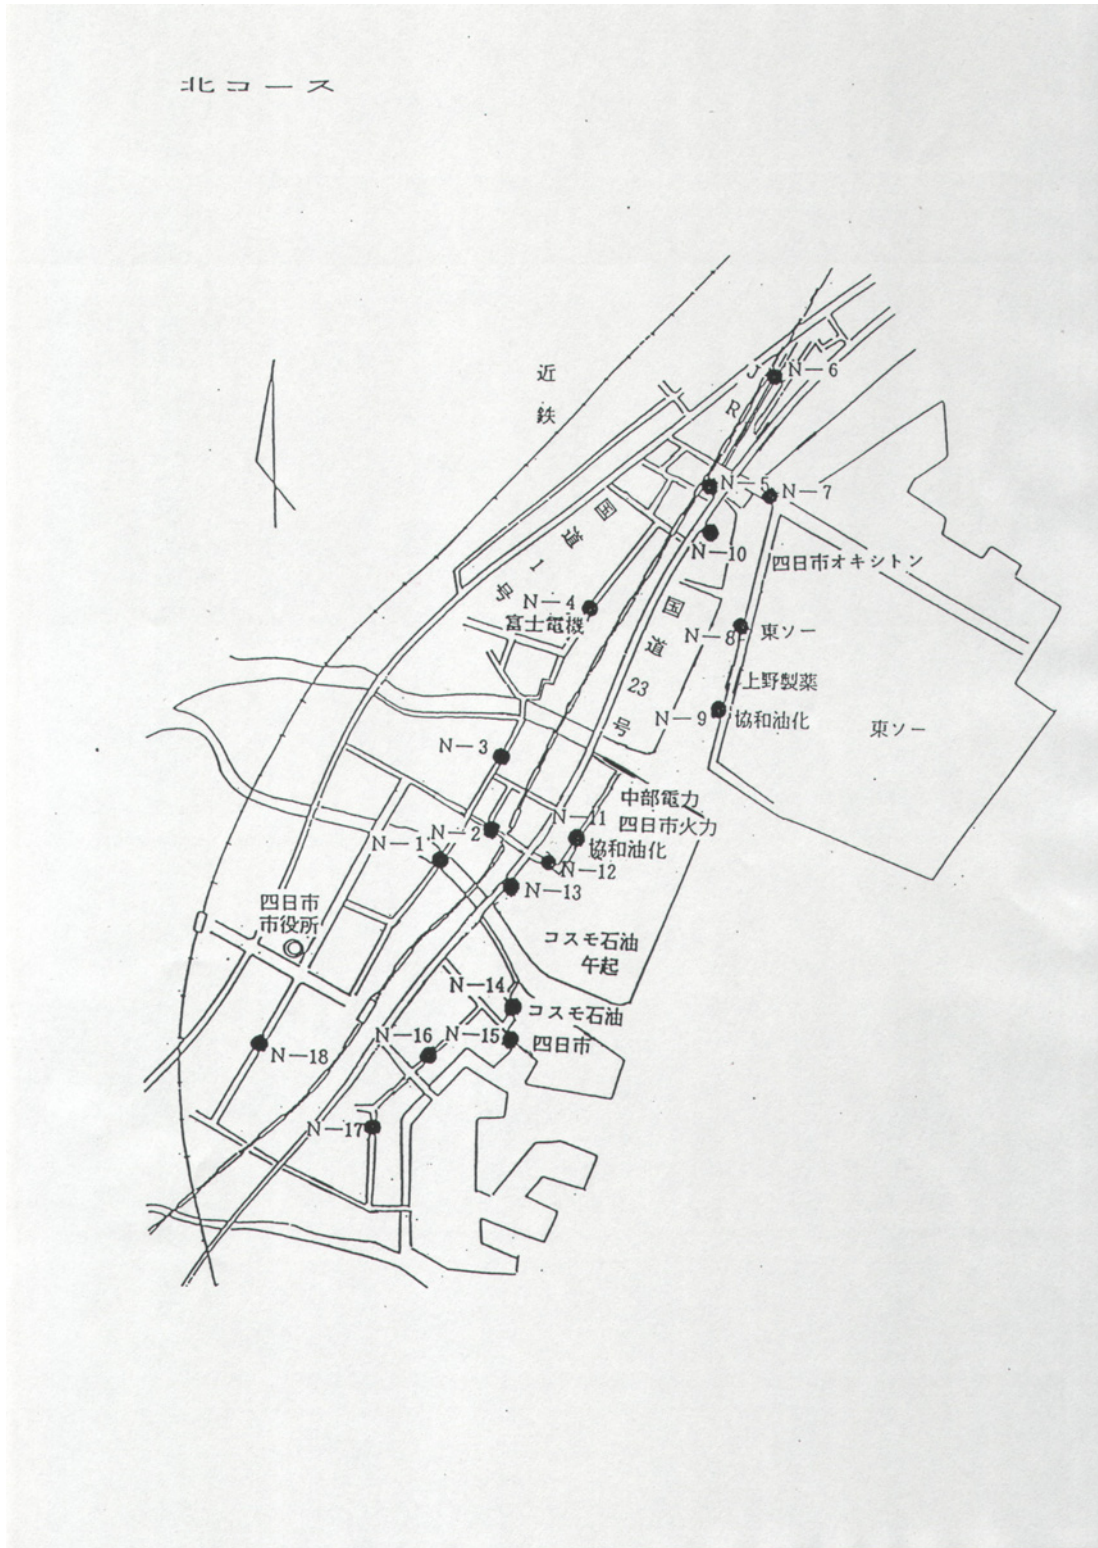 北コース
近
鉄
J
R
N—6
N—5
N—7
国
道
1
号
N—10
四日市オキシトン
N—4
富士電機
国
道
23
号
N—8
東ソー
上野製薬
N—9
協和油化
東ソー
N—3
中部電力
四日市火力
N—11
N—2
協和油化
N—1
N—12
N—13
四日市
市役所
コスモ石油
午起
N—14
コスモ石油
四日市
N—16
N—15
N—18
N—17